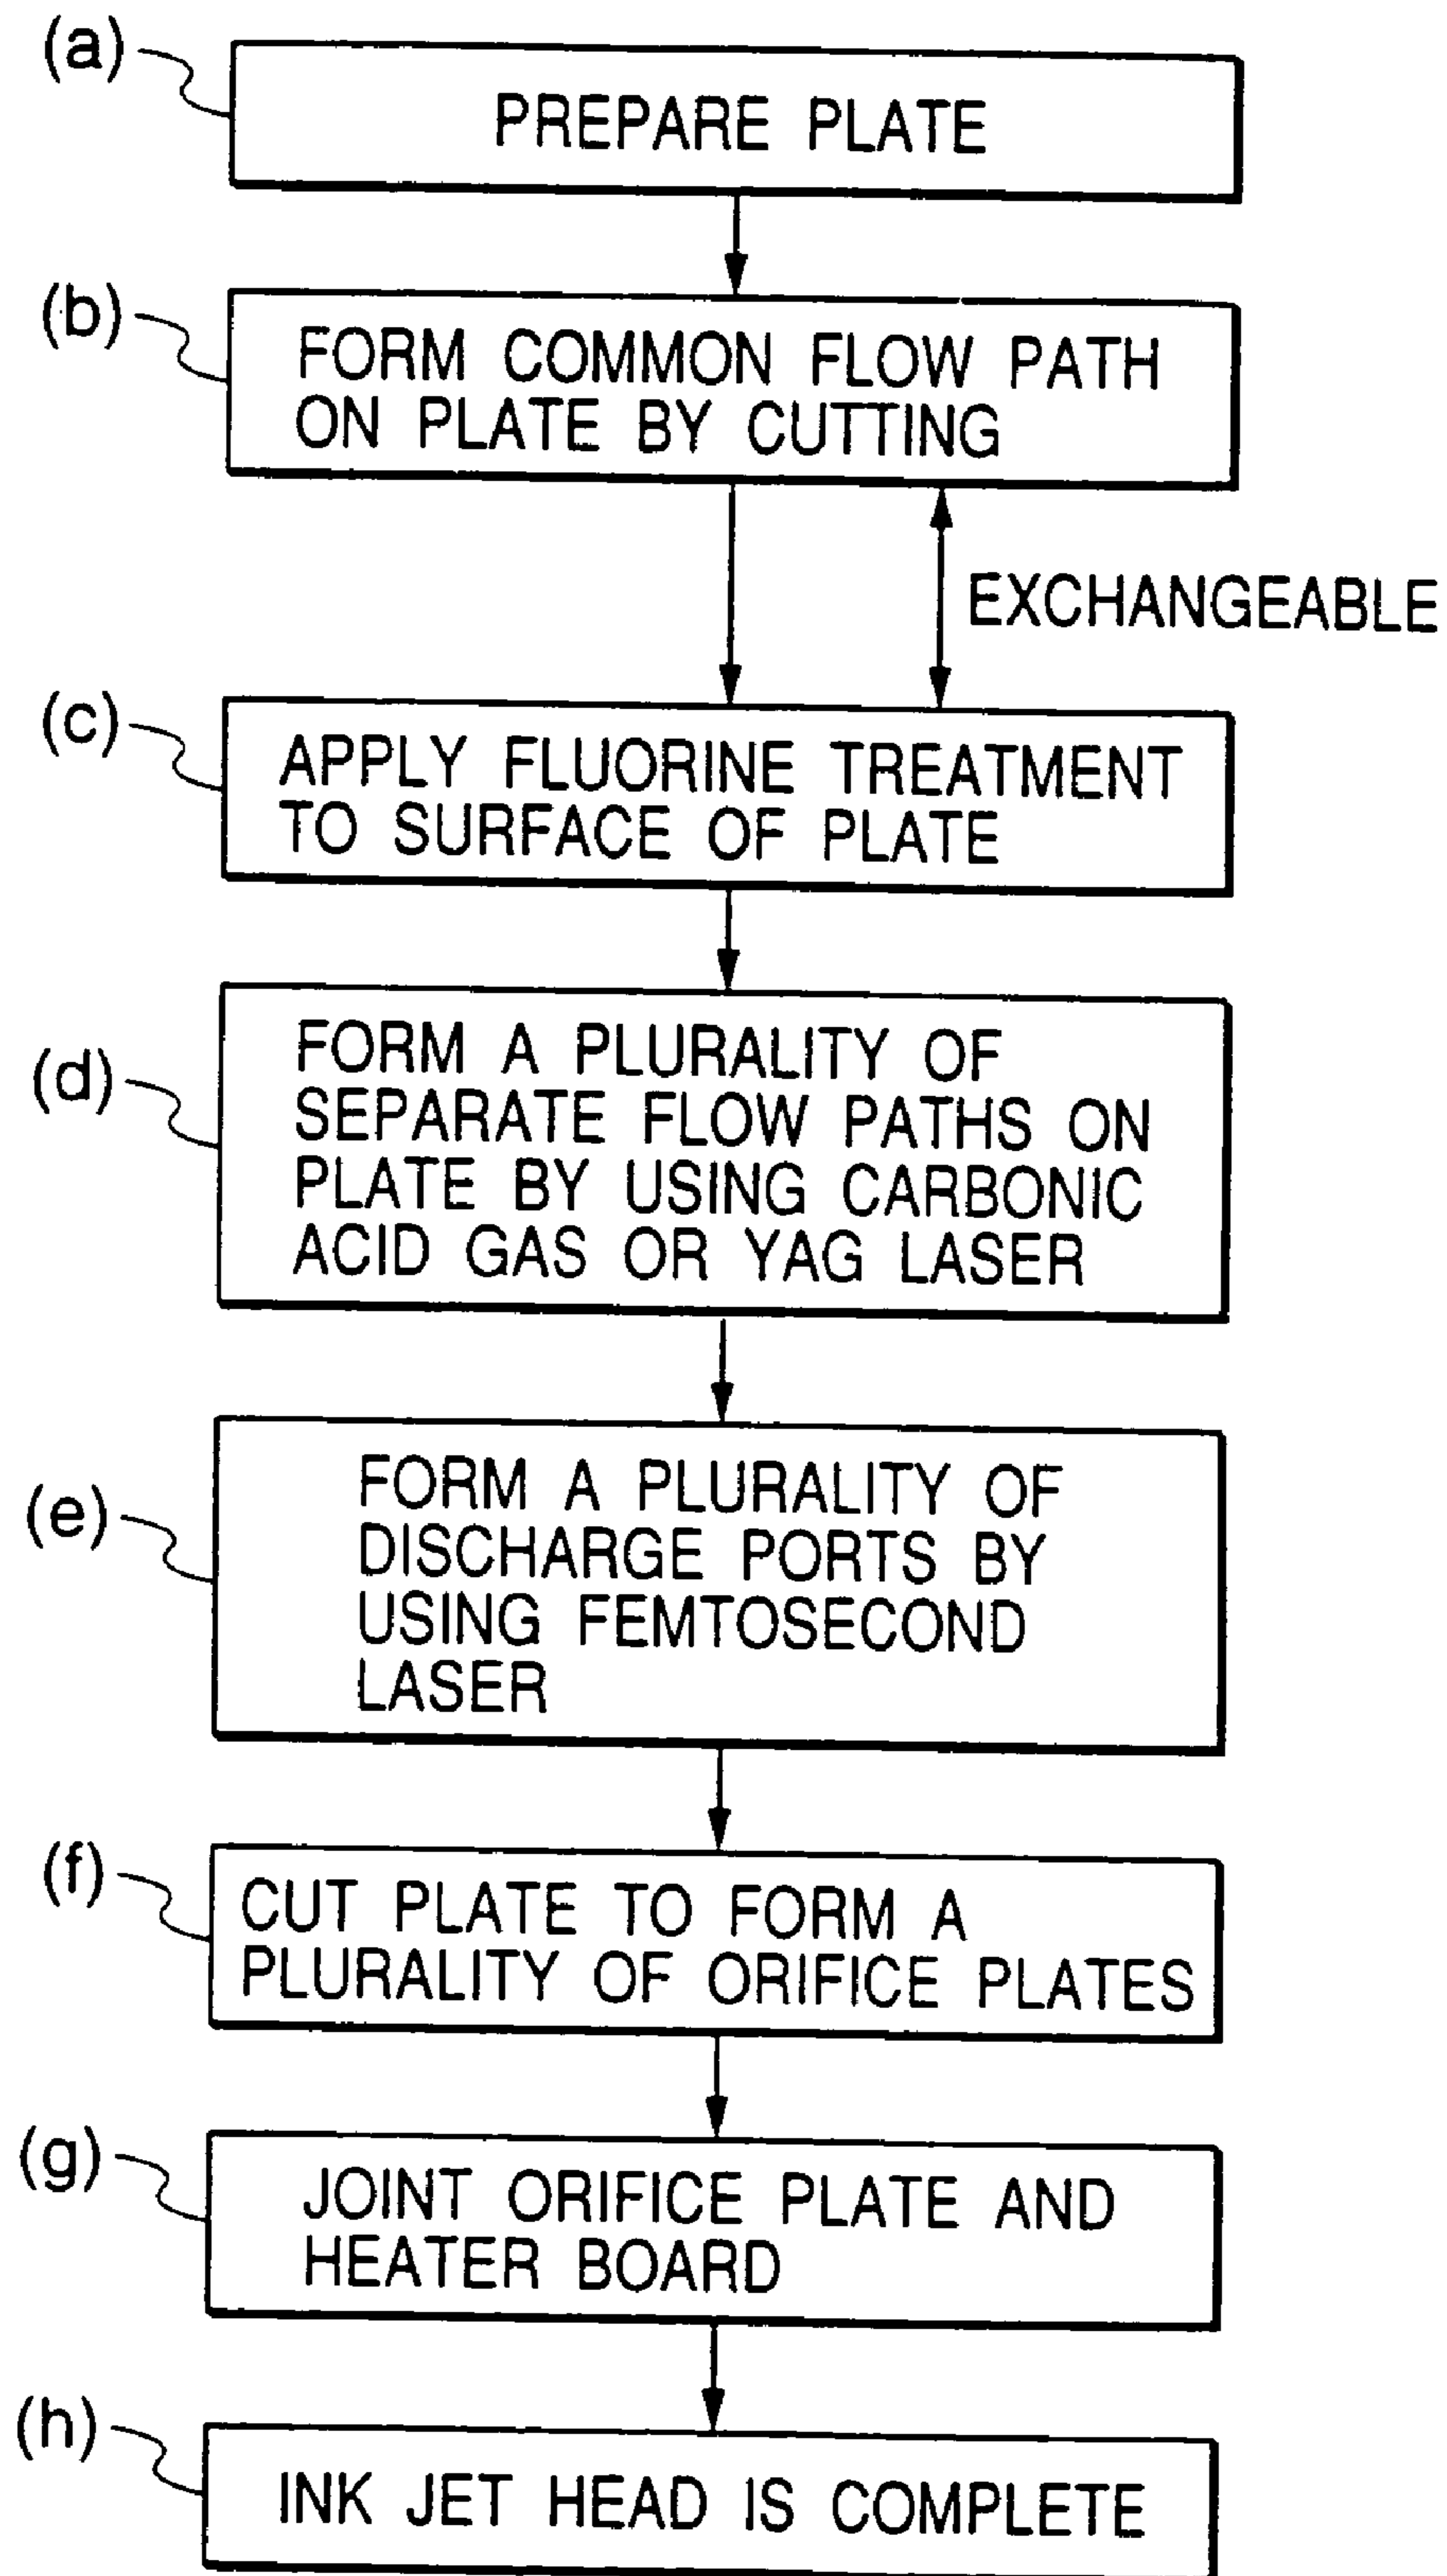 (a)
PREPARE PLATE
(b)
FORM COMMON FLOW PATH
ON PLATE BY CUTTING
EXCHANGEABLE
(c)
APPLY FLUORINE TREATMENT
TO SURFACE OF PLATE
(d)
FORM A PLURALITY OF
SEPARATE FLOW PATHS ON
PLATE BY USING CARBONIC
ACID GAS OR YAG LASER
(e)
FORM A PLURALITY OF
DISCHARGE PORTS BY
USING FEMTOSECOND
LASER
(f)
CUT PLATE TO FORM A
PLURALITY OF ORIFICE PLATES
(g)
JOINT ORIFICE PLATE AND
HEATER BOARD
(h)
INK JET HEAD IS COMPLETE